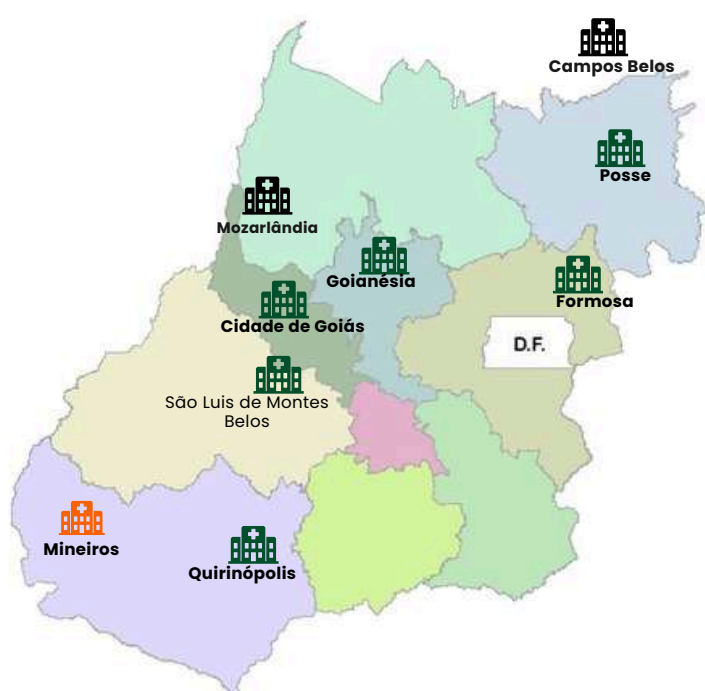 Campos Belos
Posse
Mozarlândia
Goianésia
Formosa
Cidade de Goiás
D.F.
São Luis de Montes
Belos
Mineiros
Quirinópolis